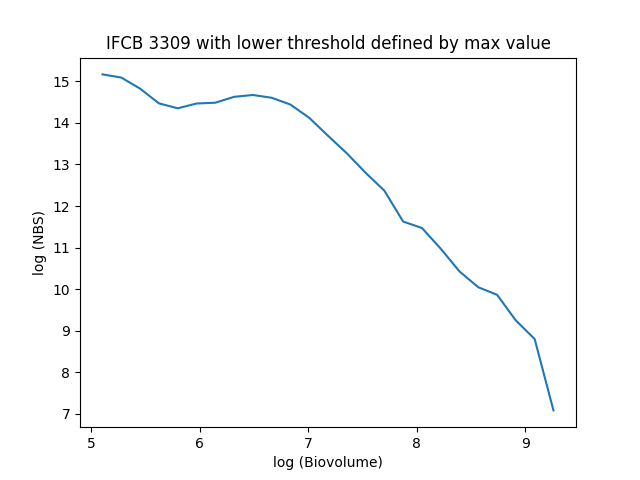 IFCB 3309 with lower threshold defined by max value
15
14
13
12
11
10
9
8
7
log (NBS)
5 6 7 8 9
log (Biovolume)